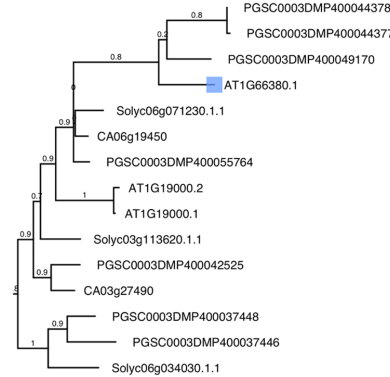 PGSC0003DMP400044378
0.8
PGSC0003DMP40004437
0.2
PGSC0003DMP400049170
0.8
AT1G66380.1
0
Solyc06g071230.1.1
0.9
CA06g19450
PGSC0003DMP400055764
0.9
AT1G19000.2
1
AT1G19000.1
0.7
Solyc03g113620.1.1
0.9
PGSC0003DMP400042525
0.9
CA03g27490
PGSC0003DMP400037448
0.9
PGSC0003DMP400037446
1
Solyc06g034030.1.1